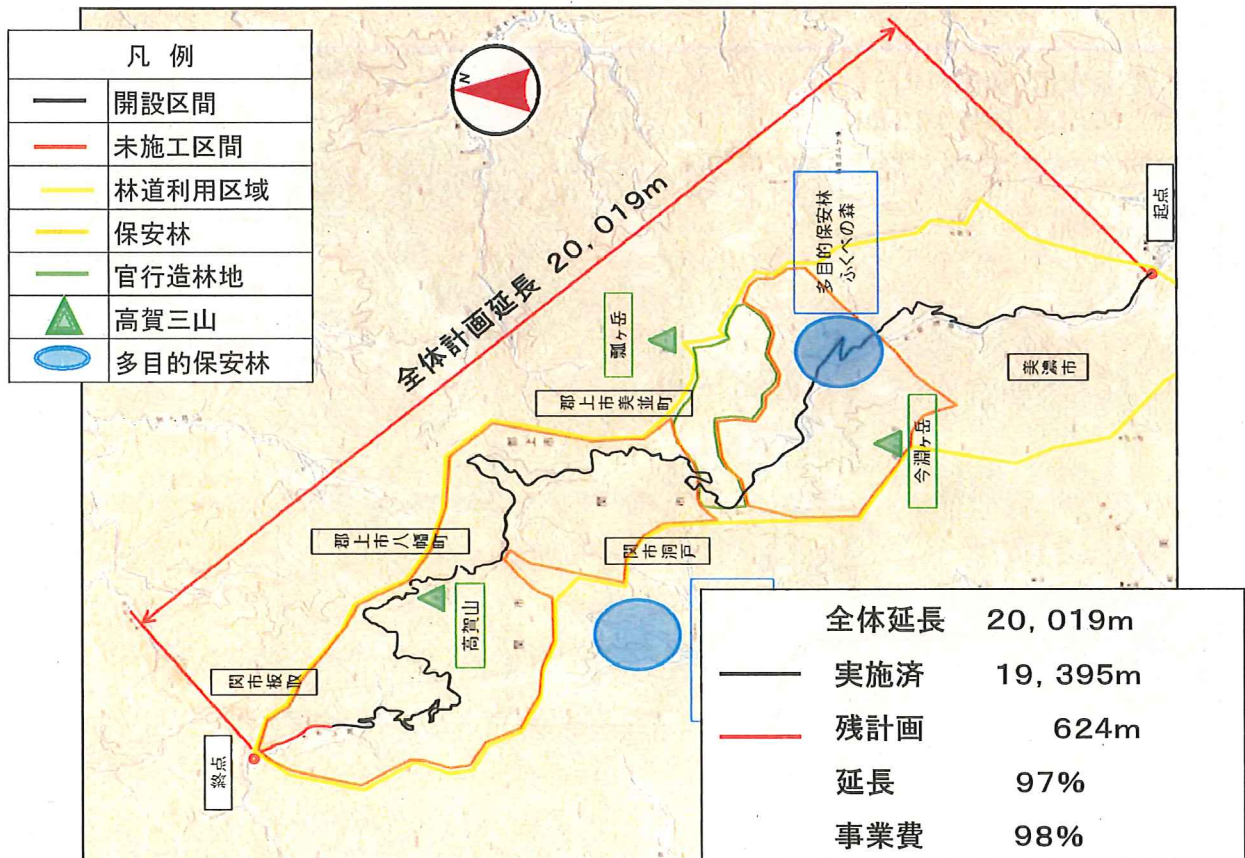 凡 例
開設区間
未施工区間
林道利用区域
保安林
官行造林地
高賀三山
多目的保安林
N
全体計画延長 20,019m
多目的保安林
ふくべの森
起点
瓢ヶ岳
郡上市美並町
美濃市
今淵ヶ岳
郡上市八幡町
関市洞戸
高賀山
関市板取
終点
全体延長 20,019m
実施済 19,395m
残計画 624m
延長 97%
事業費 98%